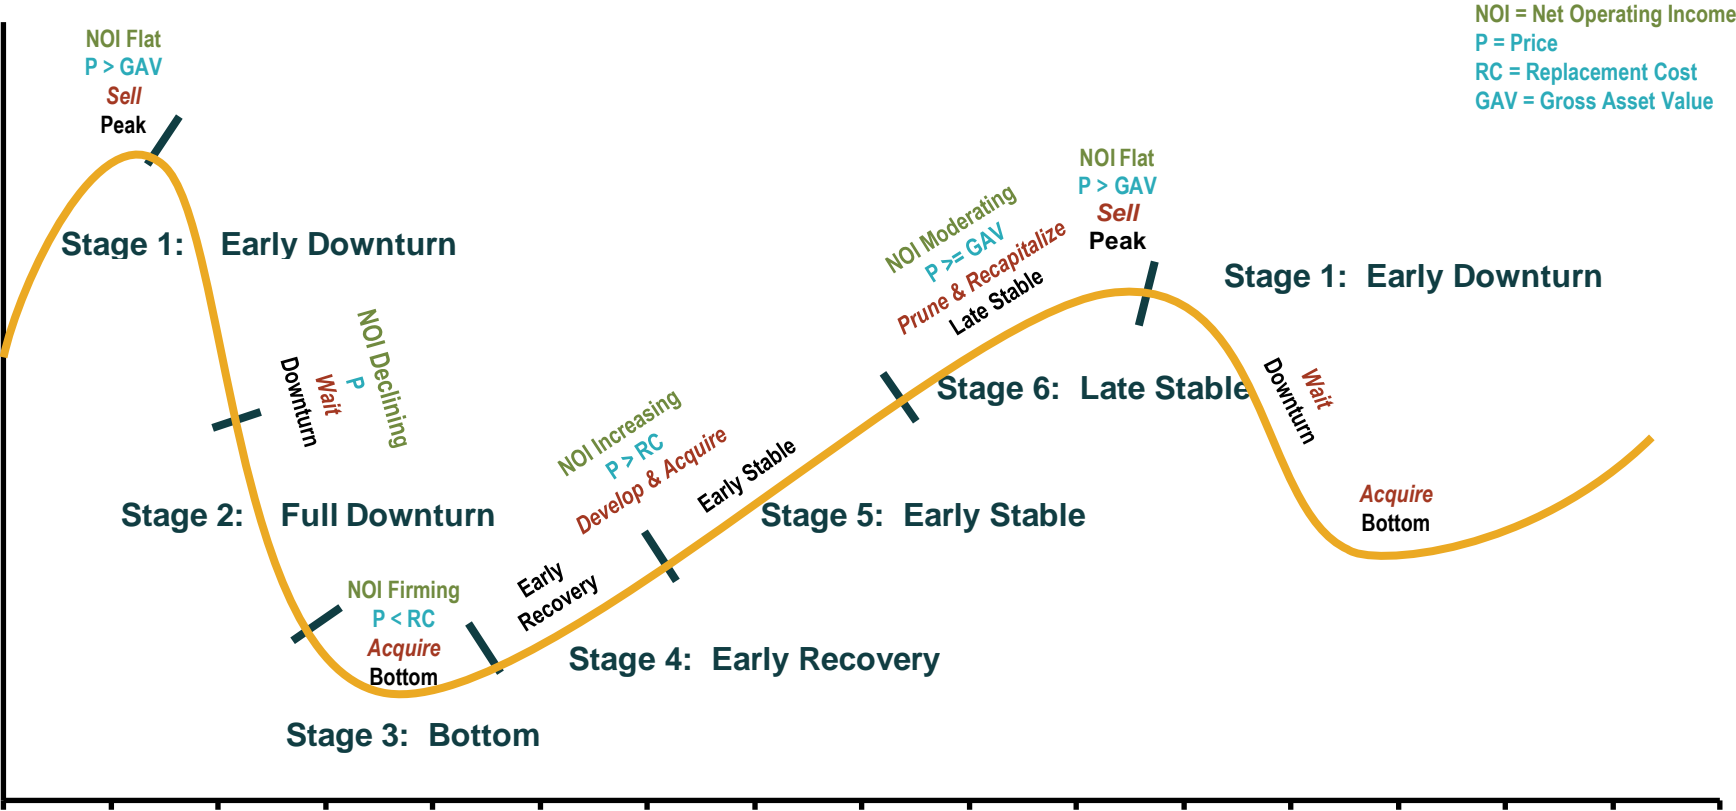 NOI = Net Operating Income
P = Price
RC = Replacement Cost
GAV = Gross Asset Value
NOI Flat
P > GAV
Sell
Peak
Stage 1: Early Downturn
NOI Declining
P
Wait
Downturn
Stage 2: Full Downturn
NOI Firming
P < RC
Acquire
Bottom
Stage 3: Bottom
Early
Recovery
Stage 4: Early Recovery
NOI Increasing
P > RC
Develop & Acquire
Early Stable
Stage 5: Early Stable
NOI Moderating
P >= GAV
Prune & Recapitalize
Late Stable
Stage 6: Late Stable
NOI Flat
P > GAV
Sell
Peak
Stage 1: Early Downturn
Wait
Downturn
Acquire
Bottom